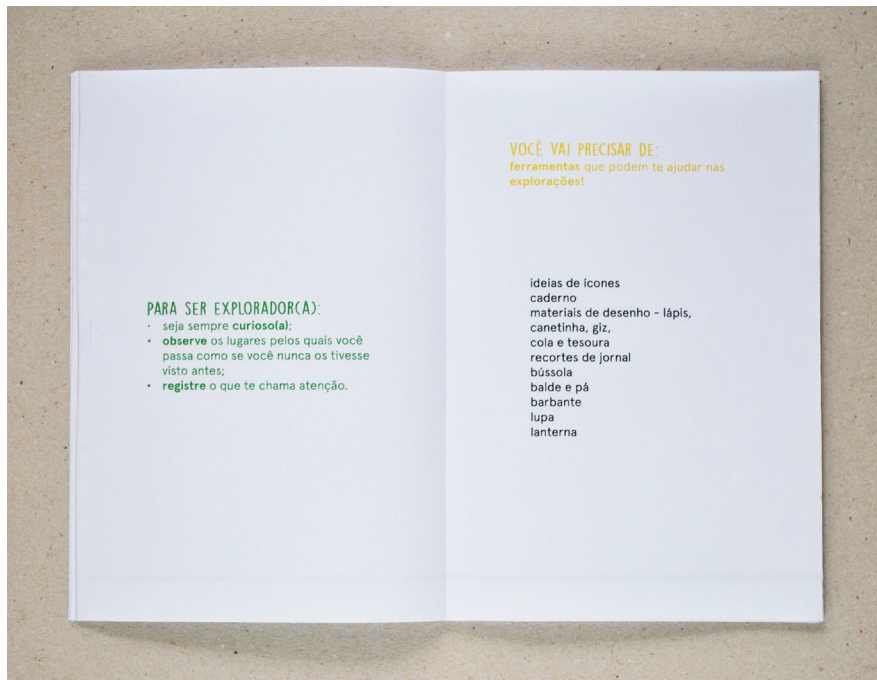 PARA SER EXPLORADOR(A):
· seja sempre curioso(a);
• observe os lugares pelos quais você
passa como se você nunca os tivesse
visto antes;
• registre o que te chama atenção.
VOCÊ VAI PRECISAR DE:
ferramentas que podem te ajudar nas
explorações!
ideias de ícones
caderno
materiais de desenho - lápis,
canetinha, giz,
cola e tesoura
recortes de jornal
bússola
balde e pá
barbante
lupa
lanterna